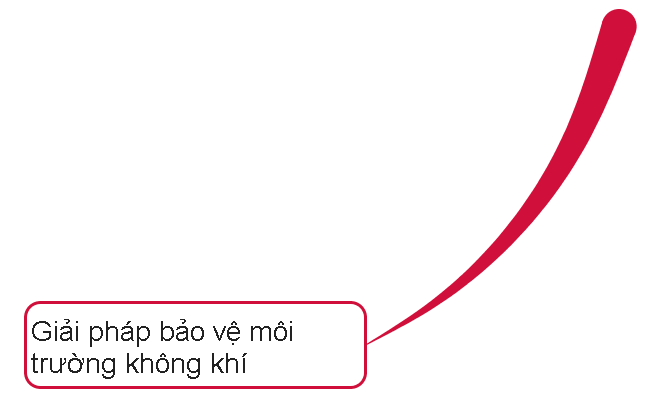 Giải pháp bảo vệ môi
trường không khí